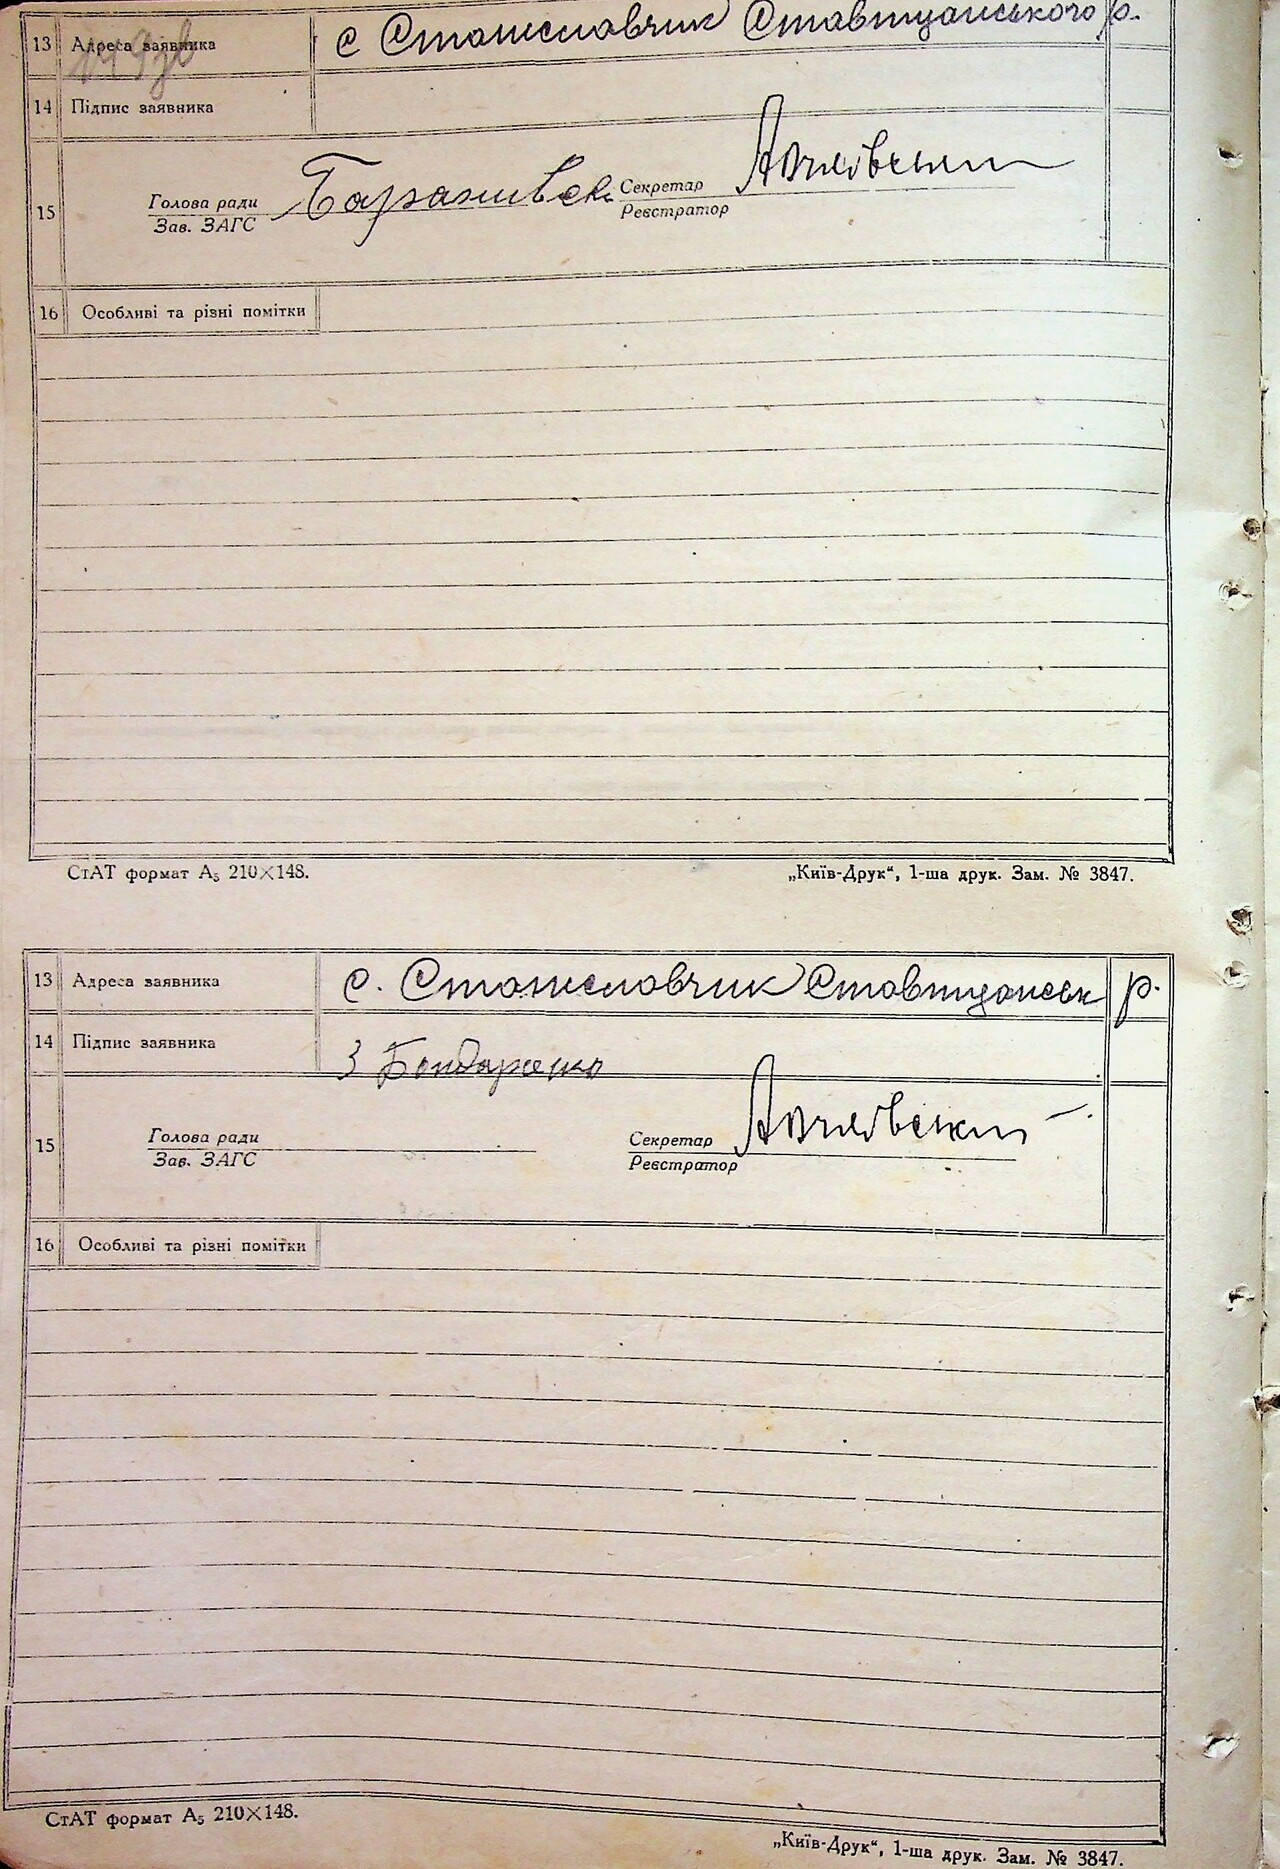 13 Адреса заявника с Станиславчик Ставищанського р.
14 Підпис заявника
15 Голова ради
Зав. ЗАГС
Секретар
Реєстратор
16 Особливі та різні помітки
СтАТ формат А₅ 210×148. „Київ-Друк“, 1-ша друк. Зам. № 3847.
13 Адреса заявника с. Станиславчик Ставищанськ р.
14 Підпис заявника З Бондаренко
15 Голова ради
Зав. ЗАГС
Секретар
Реєстратор
16 Особливі та різні помітки
СтАТ формат А₅ 210×148. „Київ-Друк“, 1-ша друк. Зам. № 3847.